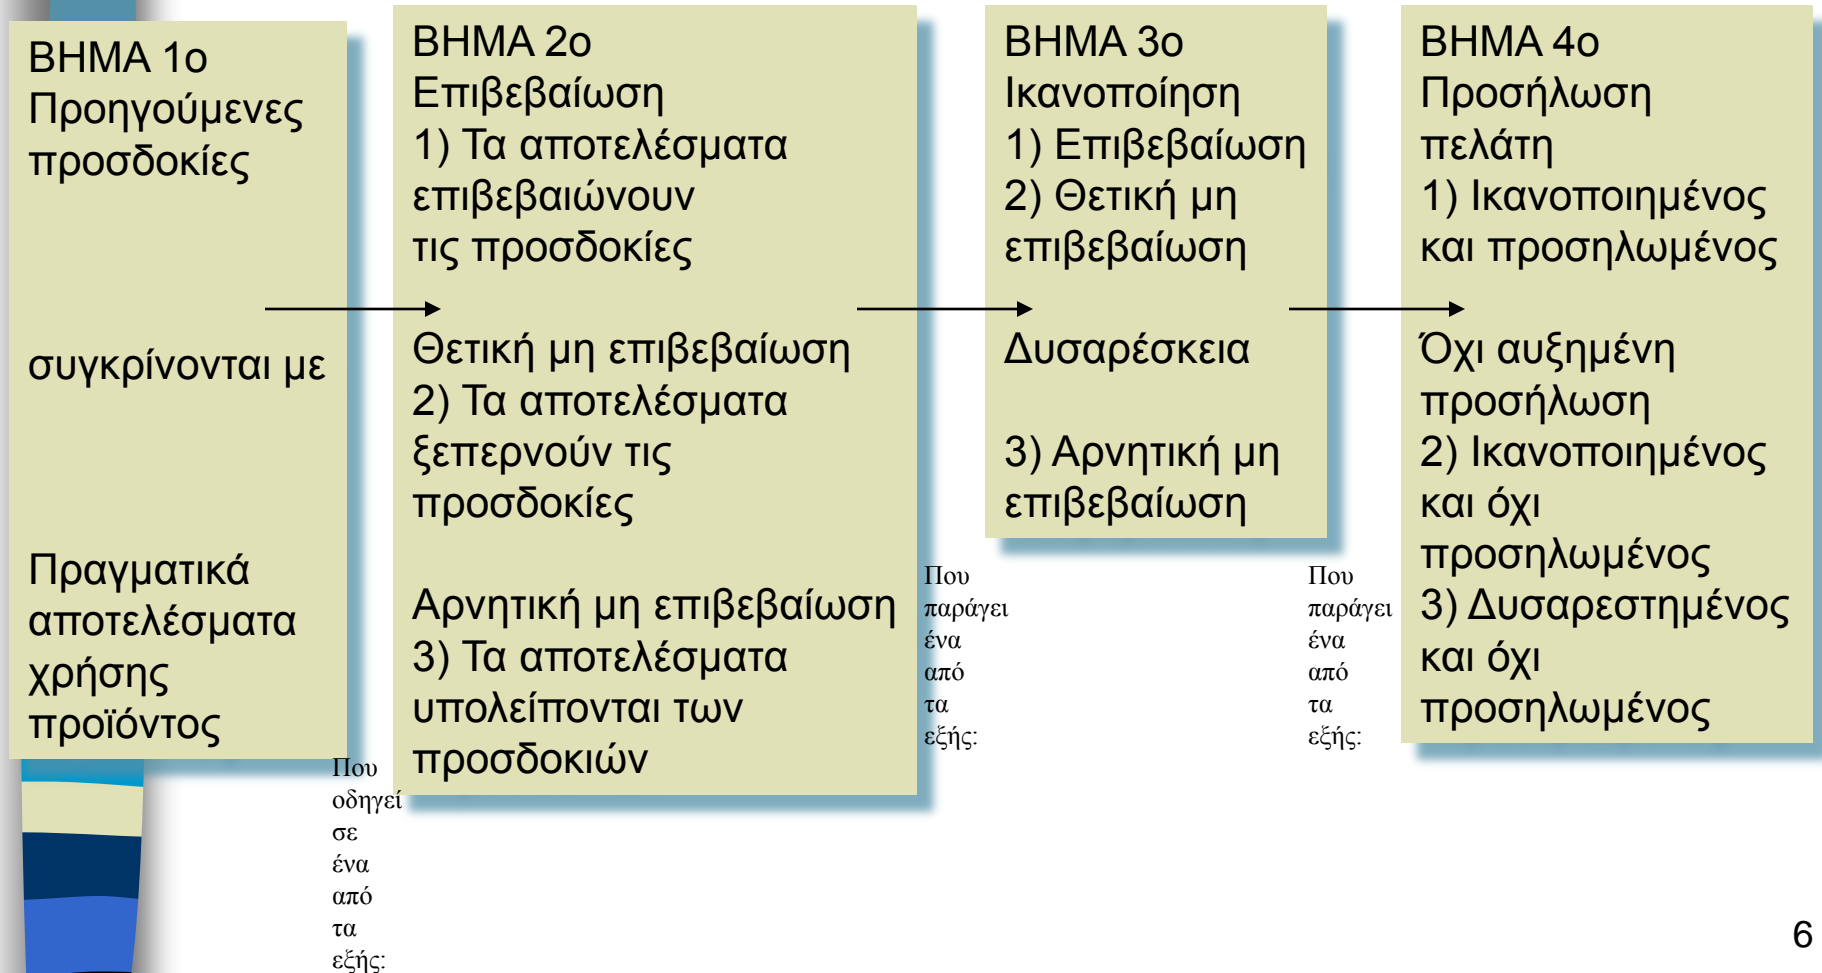 ΒΗΜΑ 1ο
Προηγούμενες
προσδοκίες
συγκρίνονται με
Πραγματικά
αποτελέσματα
χρήσης
προϊόντος
Που
οδηγεί
σε
ένα
από
τα
εξής:
ΒΗΜΑ 2ο
Επιβεβαίωση
1) Τα αποτελέσματα
επιβεβαιώνουν
τις προσδοκίες
Θετική μη επιβεβαίωση
2) Τα αποτελέσματα
ξεπερνούν τις
προσδοκίες
Αρνητική μη επιβεβαίωση
3) Τα αποτελέσματα
υπολείπονται των
προσδοκιών
Που
παράγει
ένα
από
τα
εξής:
ΒΗΜΑ 3ο
Ικανοποίηση
1) Επιβεβαίωση
2) Θετική μη
επιβεβαίωση
Δυσαρέσκεια
3) Αρνητική μη
επιβεβαίωση
Που
παράγει
ένα
από
τα
εξής:
ΒΗΜΑ 4ο
Προσήλωση
πελάτη
1) Ικανοποιημένος
και προσηλωμένος
Όχι αυξημένη
προσήλωση
2) Ικανοποιημένος
και όχι
προσηλωμένος
3) Δυσαρεστημένος
και όχι
προσηλωμένος
6